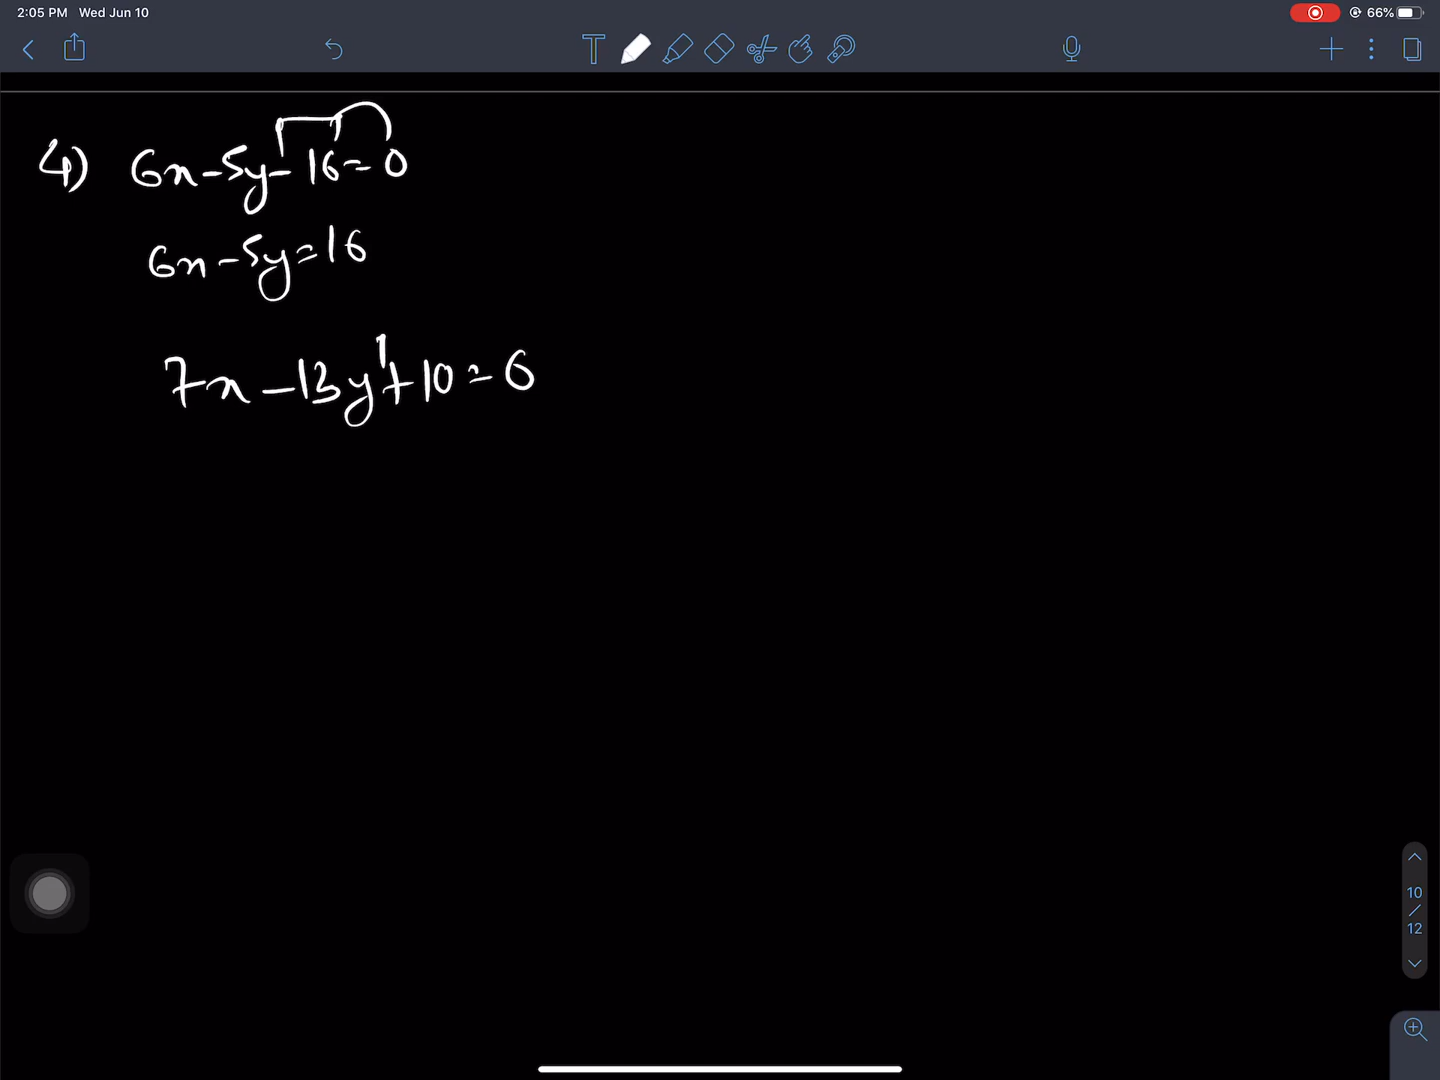 2:05 PM Wed Jun 10
66%
4) 6x-5y-16=0
6x-5y=16
7x-13y+10=0
10
/
12